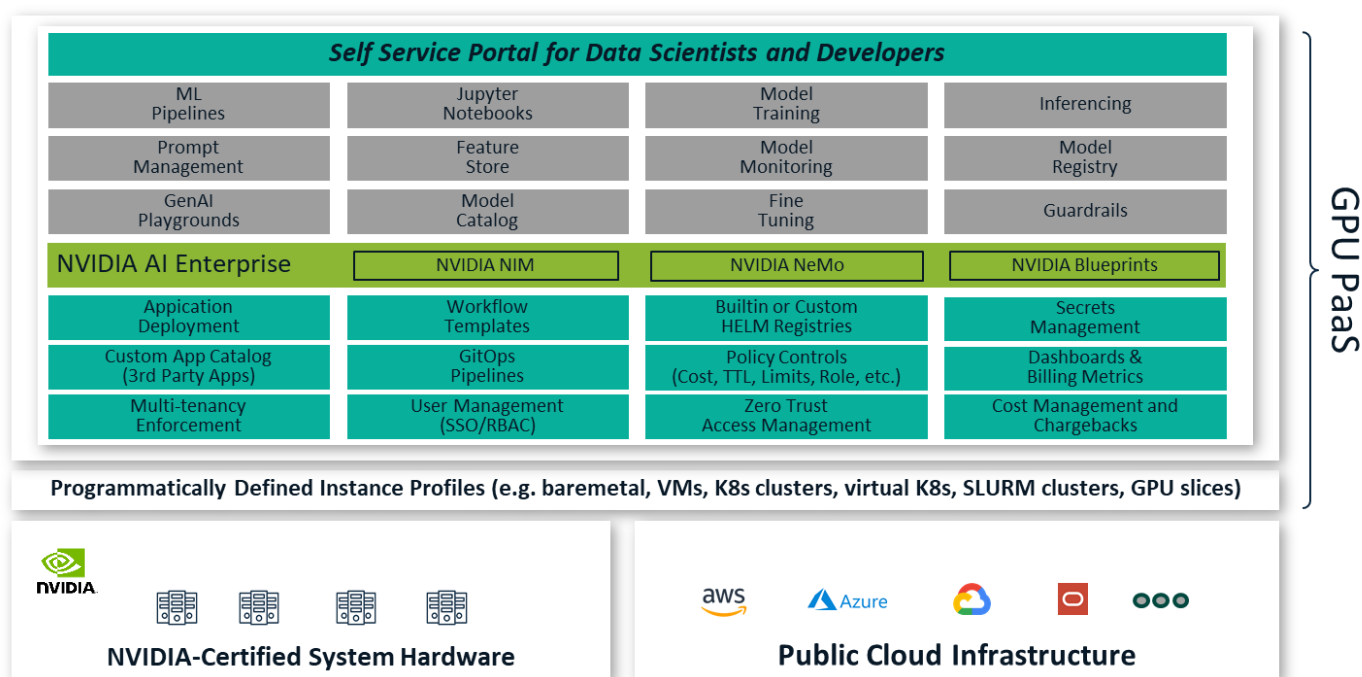 Self Service Portal for Data Scientists and Developers
ML
Pipelines
Jupyter
Notebooks
Model
Training
Inferencing
Prompt
Management
Feature
Store
Model
Monitoring
Model
Registry
GenAI
Playgrounds
Model
Catalog
Fine
Tuning
Guardrails
NVIDIA AI Enterprise
NVIDIA NIM
NVIDIA NeMo
NVIDIA Blueprints
Appication
Deployment
Workflow
Templates
Builtin or Custom
HELM Registries
Secrets
Management
Custom App Catalog
(3rd Party Apps)
GitOps
Pipelines
Policy Controls
(Cost, TTL, Limits, Role, etc.)
Dashboards &
Billing Metrics
Multi-tenancy
Enforcement
User Management
(SSO/RBAC)
Zero Trust
Access Management
Cost Management and
Chargebacks
GPU PaaS
Programmatically Defined Instance Profiles (e.g. baremetal, VMs, K8s clusters, virtual K8s, SLURM clusters, GPU slices)
NVIDIA.
NVIDIA-Certified System Hardware
aws
Azure
Public Cloud Infrastructure